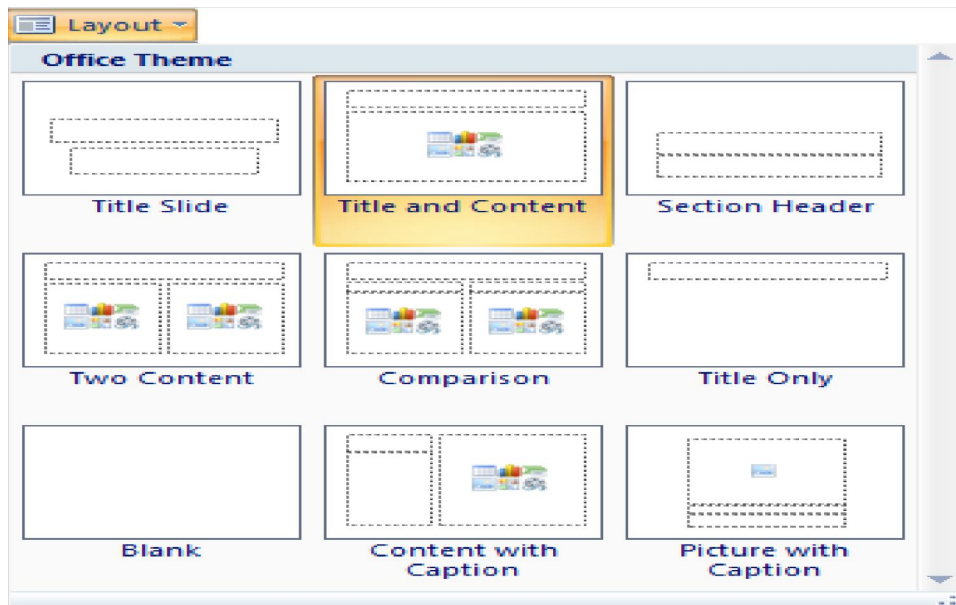 Layout
Office Theme
Title Slide
Title and Content
Section Header
Two Content
Comparison
Title Only
Blank
Content with
Caption
Picture with
Caption